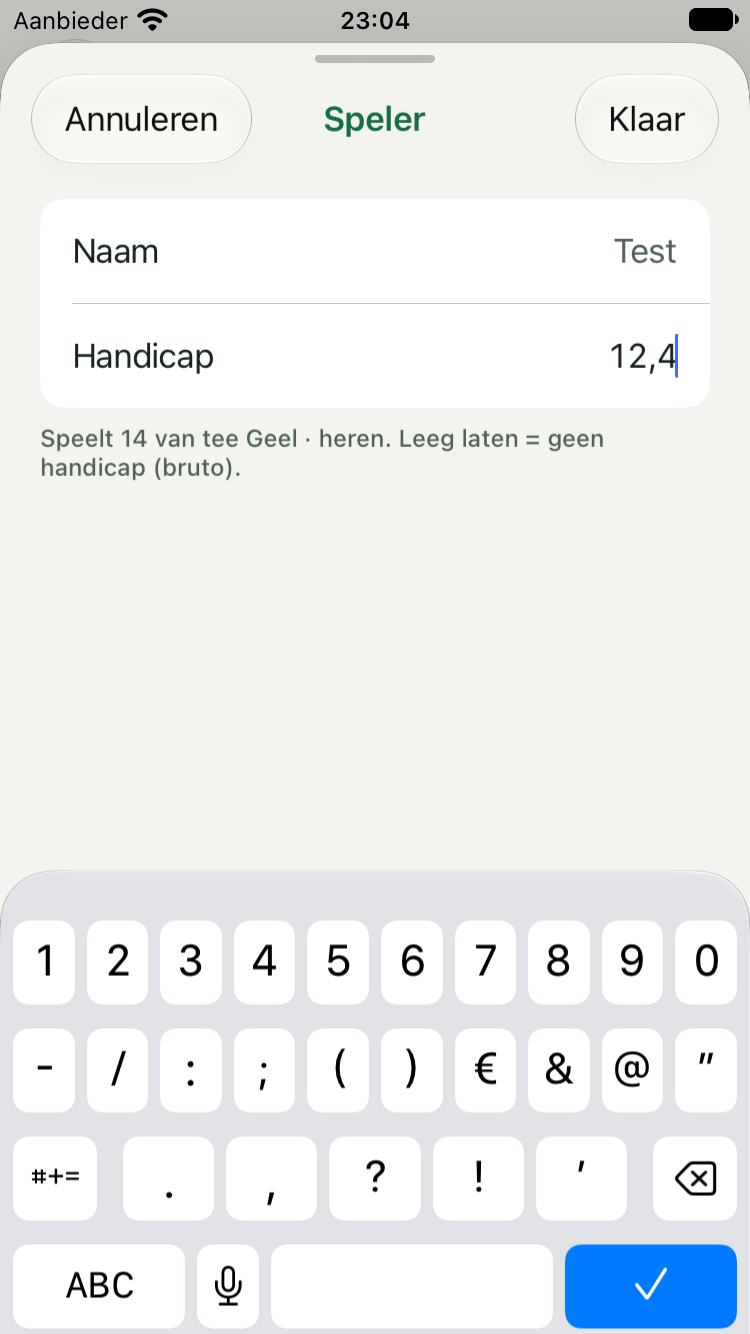 Aanbieder 23:04
Annuleren Speler Klaar
Naam Test
Handicap 12,4
Speelt 14 van tee Geel · heren. Leeg laten = geen
handicap (bruto).
1 2 3 4 5 6 7 8 9 0
- / : ; ( ) € & @ "
#+= . , ? ! '
ABC